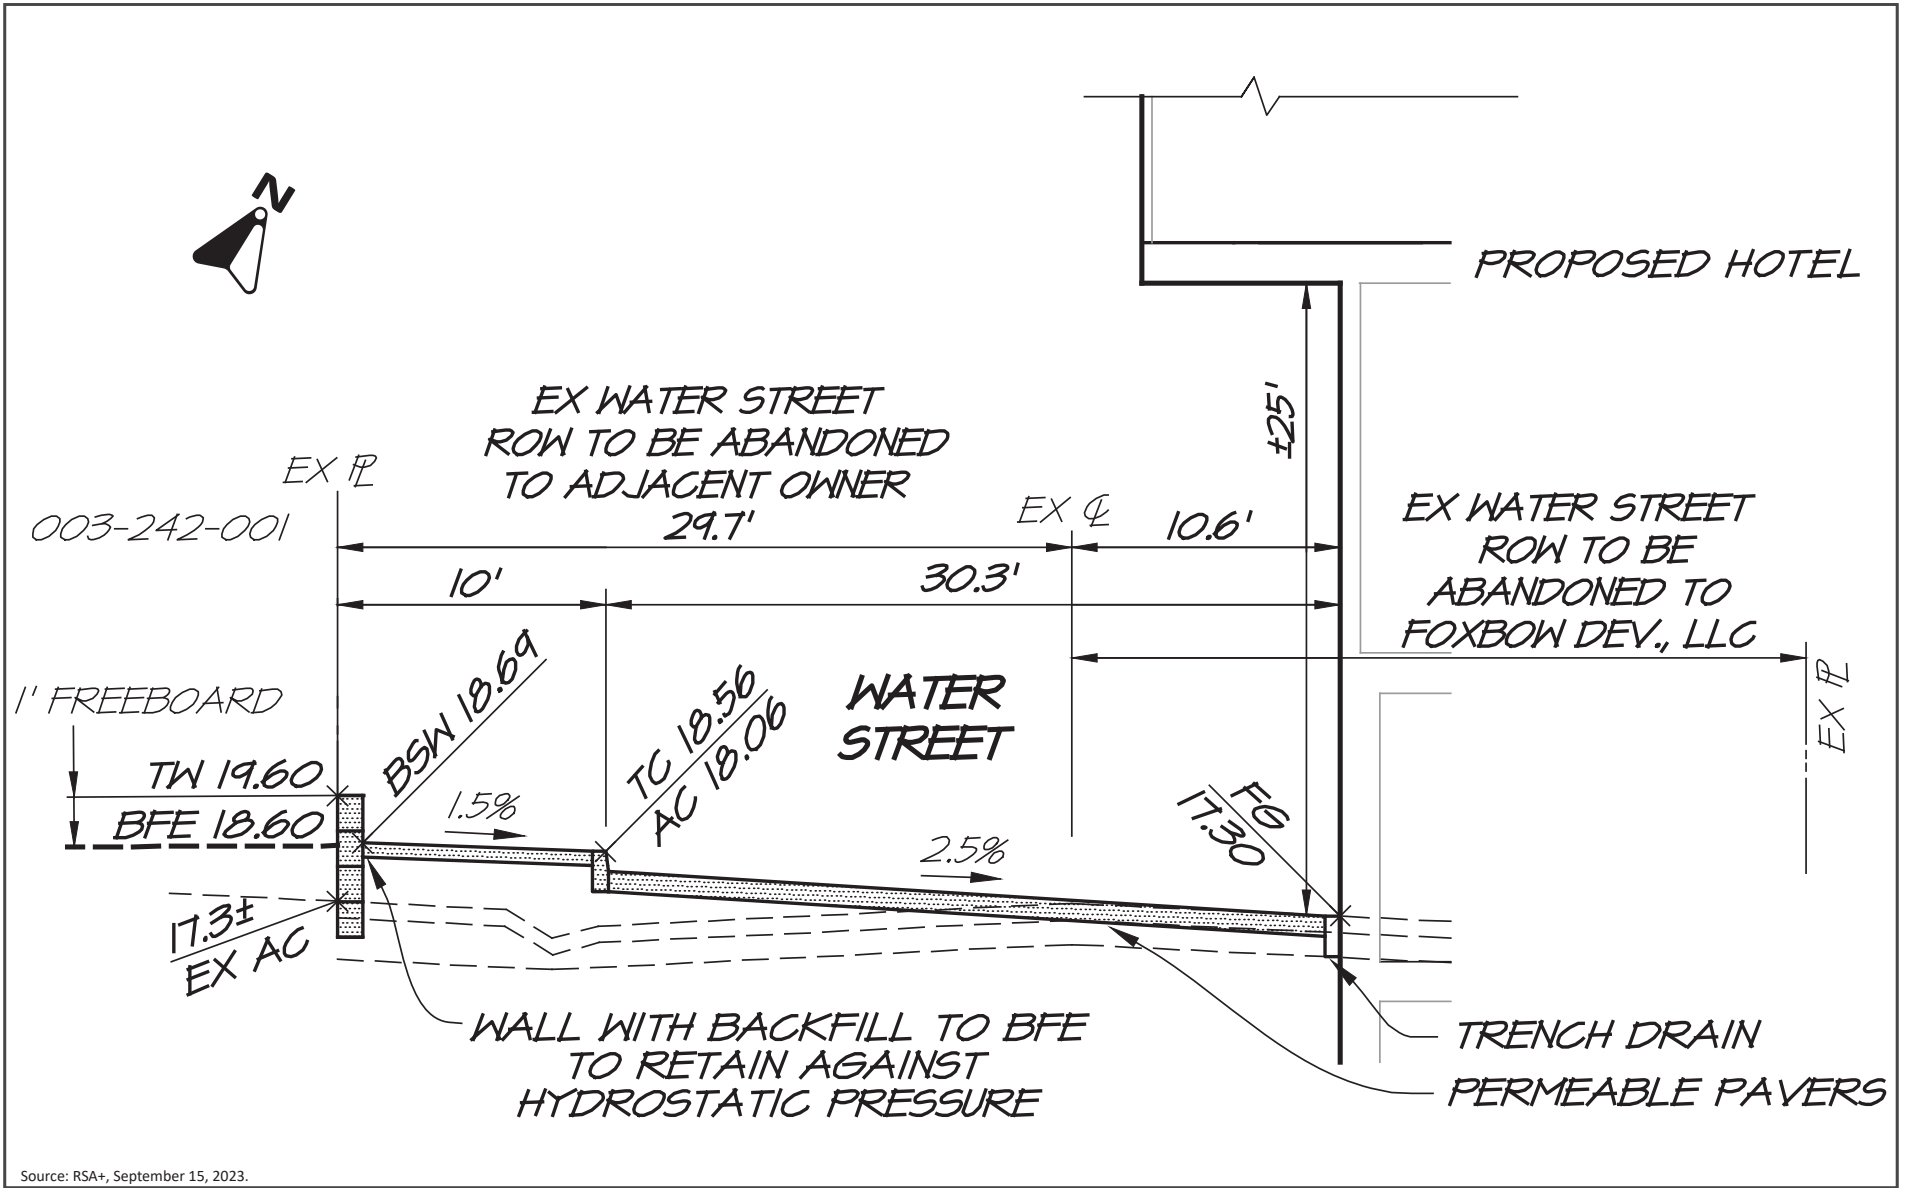 N
PROPOSED HOTEL
±25'
EX WATER STREET
ROW TO BE ABANDONED
TO ADJACENT OWNER
29.7'
EX ℄
10.6'
EX ⅊
003-242-001
10'
30.3'
EX WATER STREET
ROW TO BE
ABANDONED TO
FOXBOW DEV., LLC
EX ⅊
1' FREEBOARD
TW 19.60
BFE 18.60
BSW 18.69
1.5%
TC 18.56
AC 18.06
WATER
STREET
2.5%
FG
17.30
17.3±
EX AC
WALL WITH BACKFILL TO BFE
TO RETAIN AGAINST
HYDROSTATIC PRESSURE
TRENCH DRAIN
PERMEABLE PAVERS
Source: RSA+, September 15, 2023.